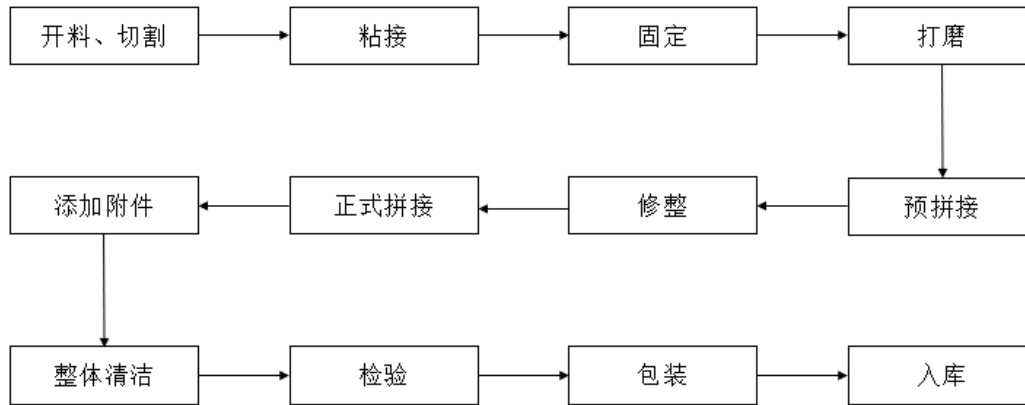 开料、切割
粘接
固定
打磨
预拼接
修整
正式拼接
添加附件
整体清洁
检验
包装
入库